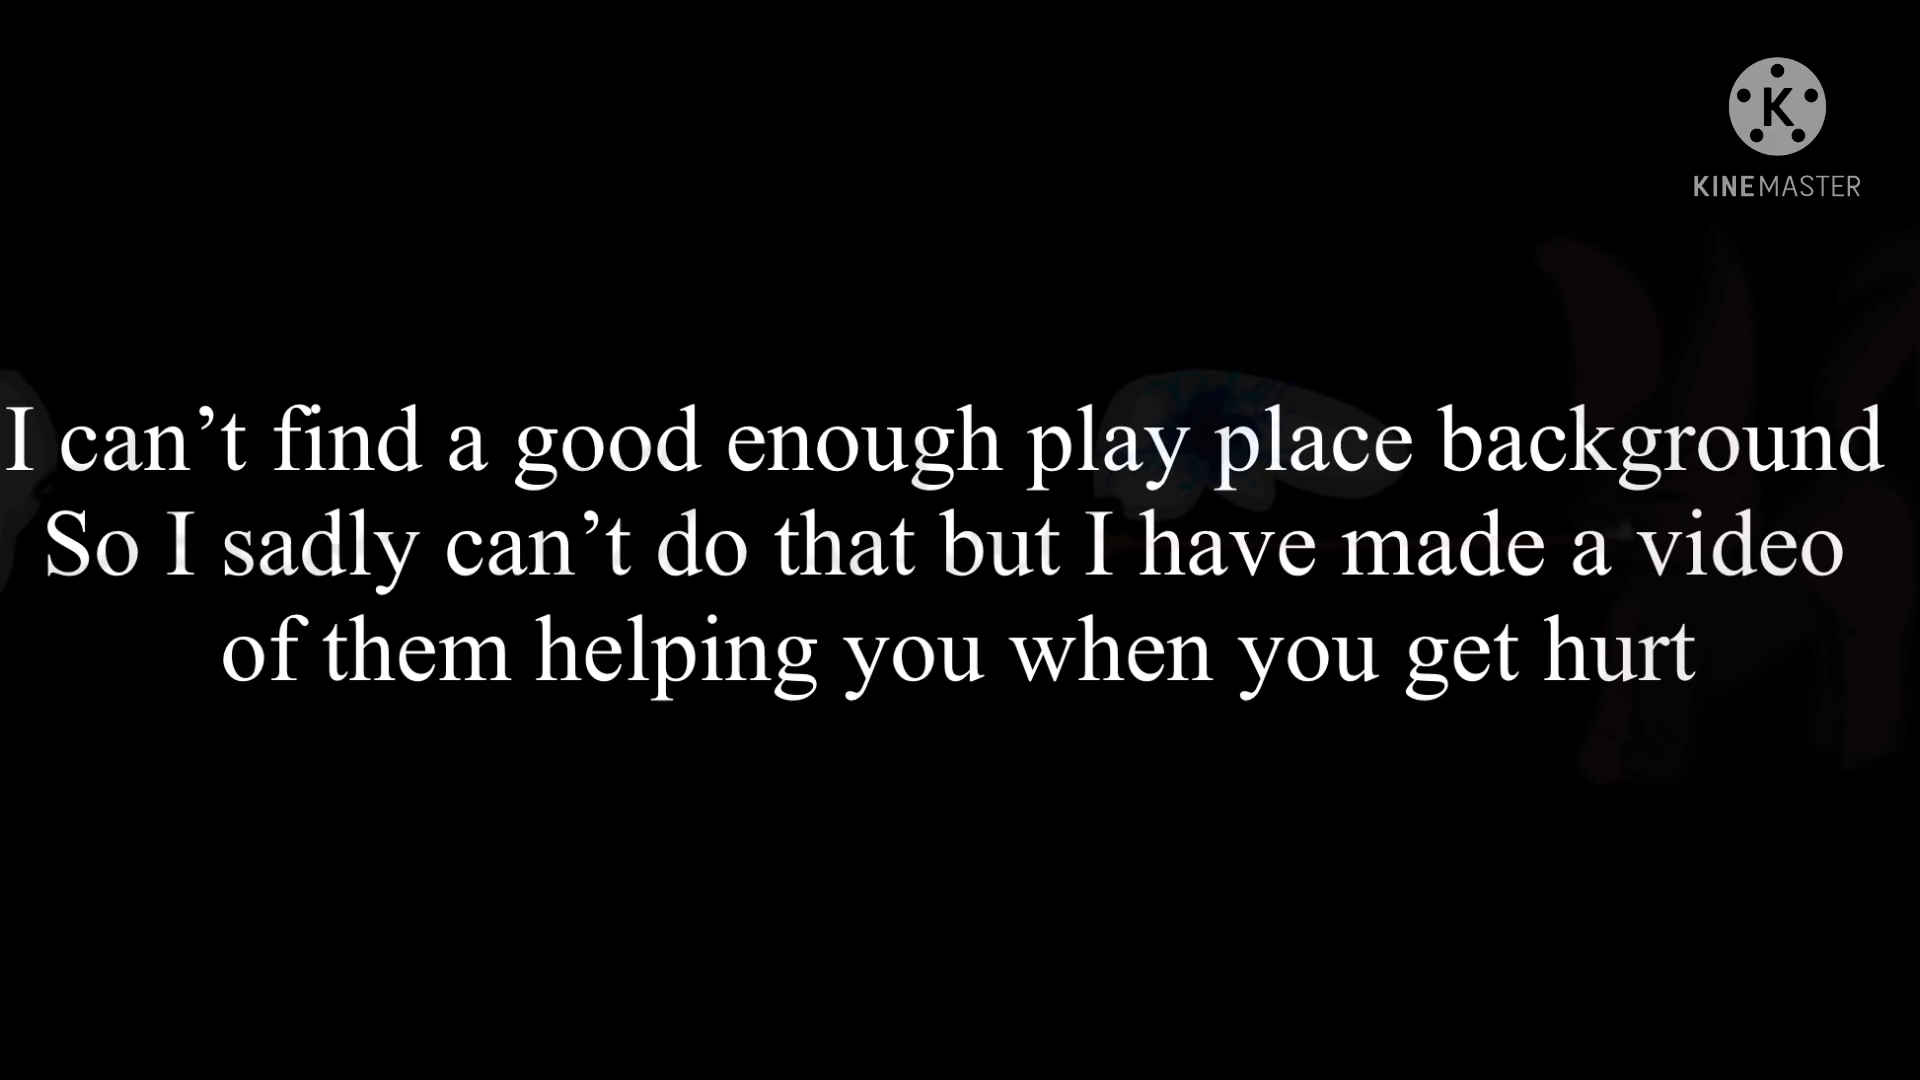 K
KINEMASTER
I can’t find a good enough play place background
So I sadly can’t do that but I have made a video
of them helping you when you get hurt